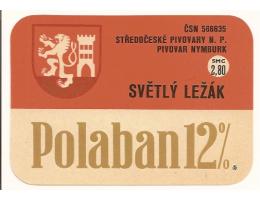 ČSN 566635
STŘEDOČESKÉ PIVOVARY N. P.
PIVOVAR NYMBURK
SMC
2,80
SVĚTLÝ LEŽÁK
Polaban 12%